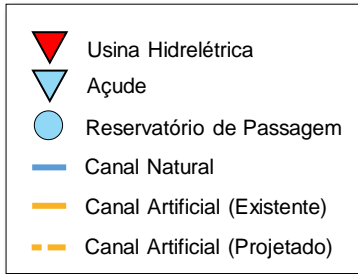 Usina Hidrelétrica
Açude
Reservatório de Passagem
Canal Natural
Canal Artificial (Existente)
Canal Artificial (Projetado)